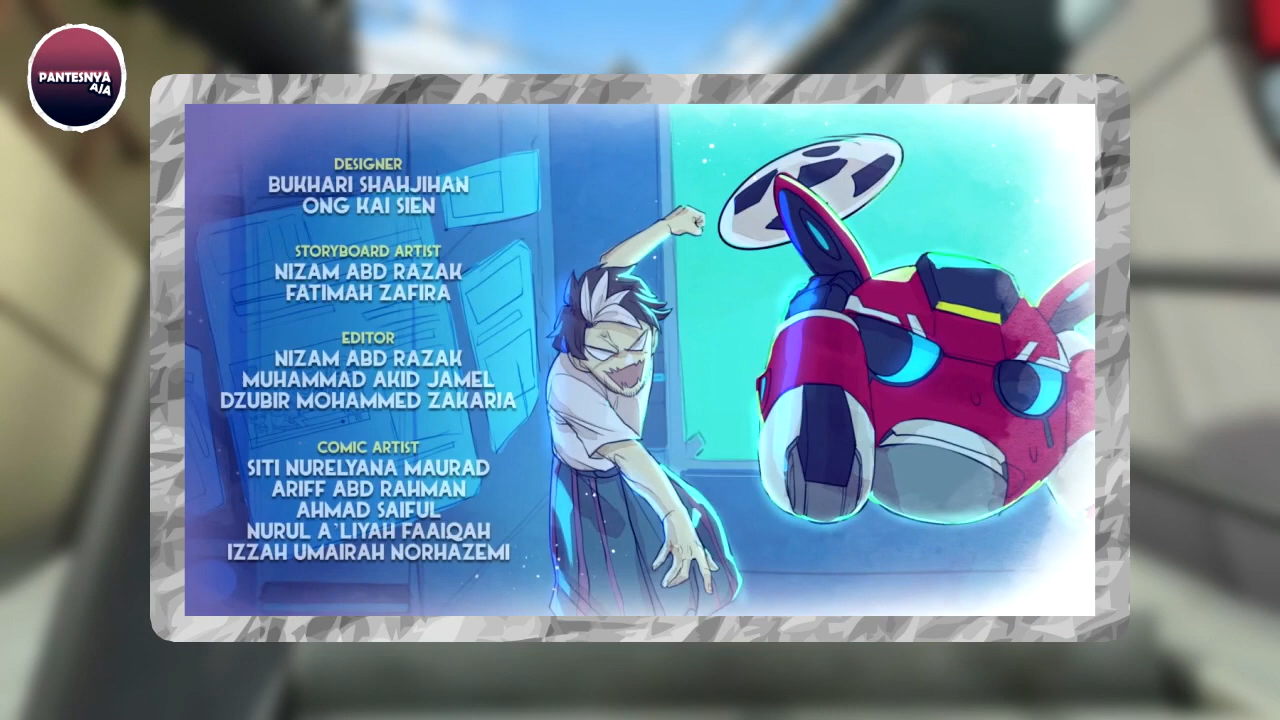 PANTESNYA
AJA
DESIGNER
BUKHARI SHAHJIHAN
ONG KAI SIEN
STORYBOARD ARTIST
NIZAM ABD RAZAK
FATIMAH ZAFIRA
EDITOR
NIZAM ABD RAZAK
MUHAMMAD AKID JAMEL
DZUBIR MOHAMMED ZAKARIA
COMIC ARTIST
SITI NURELYANA MAURAD
ARIFF ABD RAHMAN
AHMAD SAIFUL
NURUL A`LIYAH FAAIQAH
IZZAH UMAIRAH NORHAZEMI